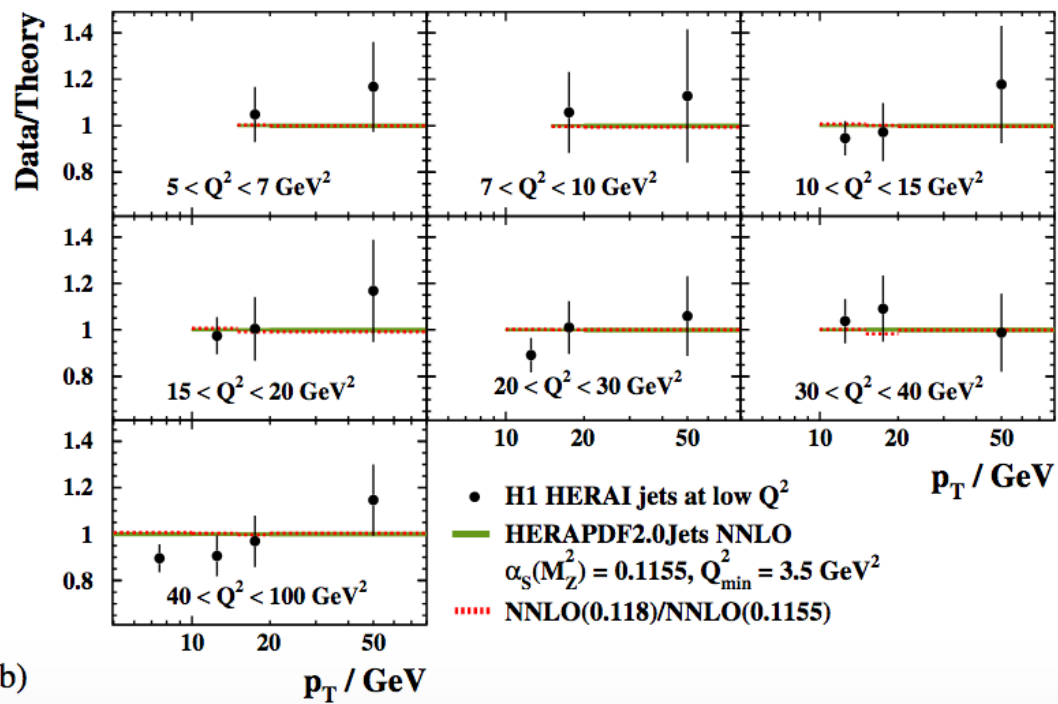 Data/Theory
1.4
1.2
1
0.8
5 < Q² < 7 GeV²
7 < Q² < 10 GeV²
10 < Q² < 15 GeV²
1.4
1.2
1
0.8
15 < Q² < 20 GeV²
20 < Q² < 30 GeV²
30 < Q² < 40 GeV²
10 20 50
10 20 50
p_T / GeV
1.4
1.2
1
0.8
40 < Q² < 100 GeV²
10 20 50
p_T / GeV
H1 HERAI jets at low Q²
HERAPDF2.0Jets NNLO
α_S(M_Z²) = 0.1155, Q²_min = 3.5 GeV²
NNLO(0.118)/NNLO(0.1155)
b)